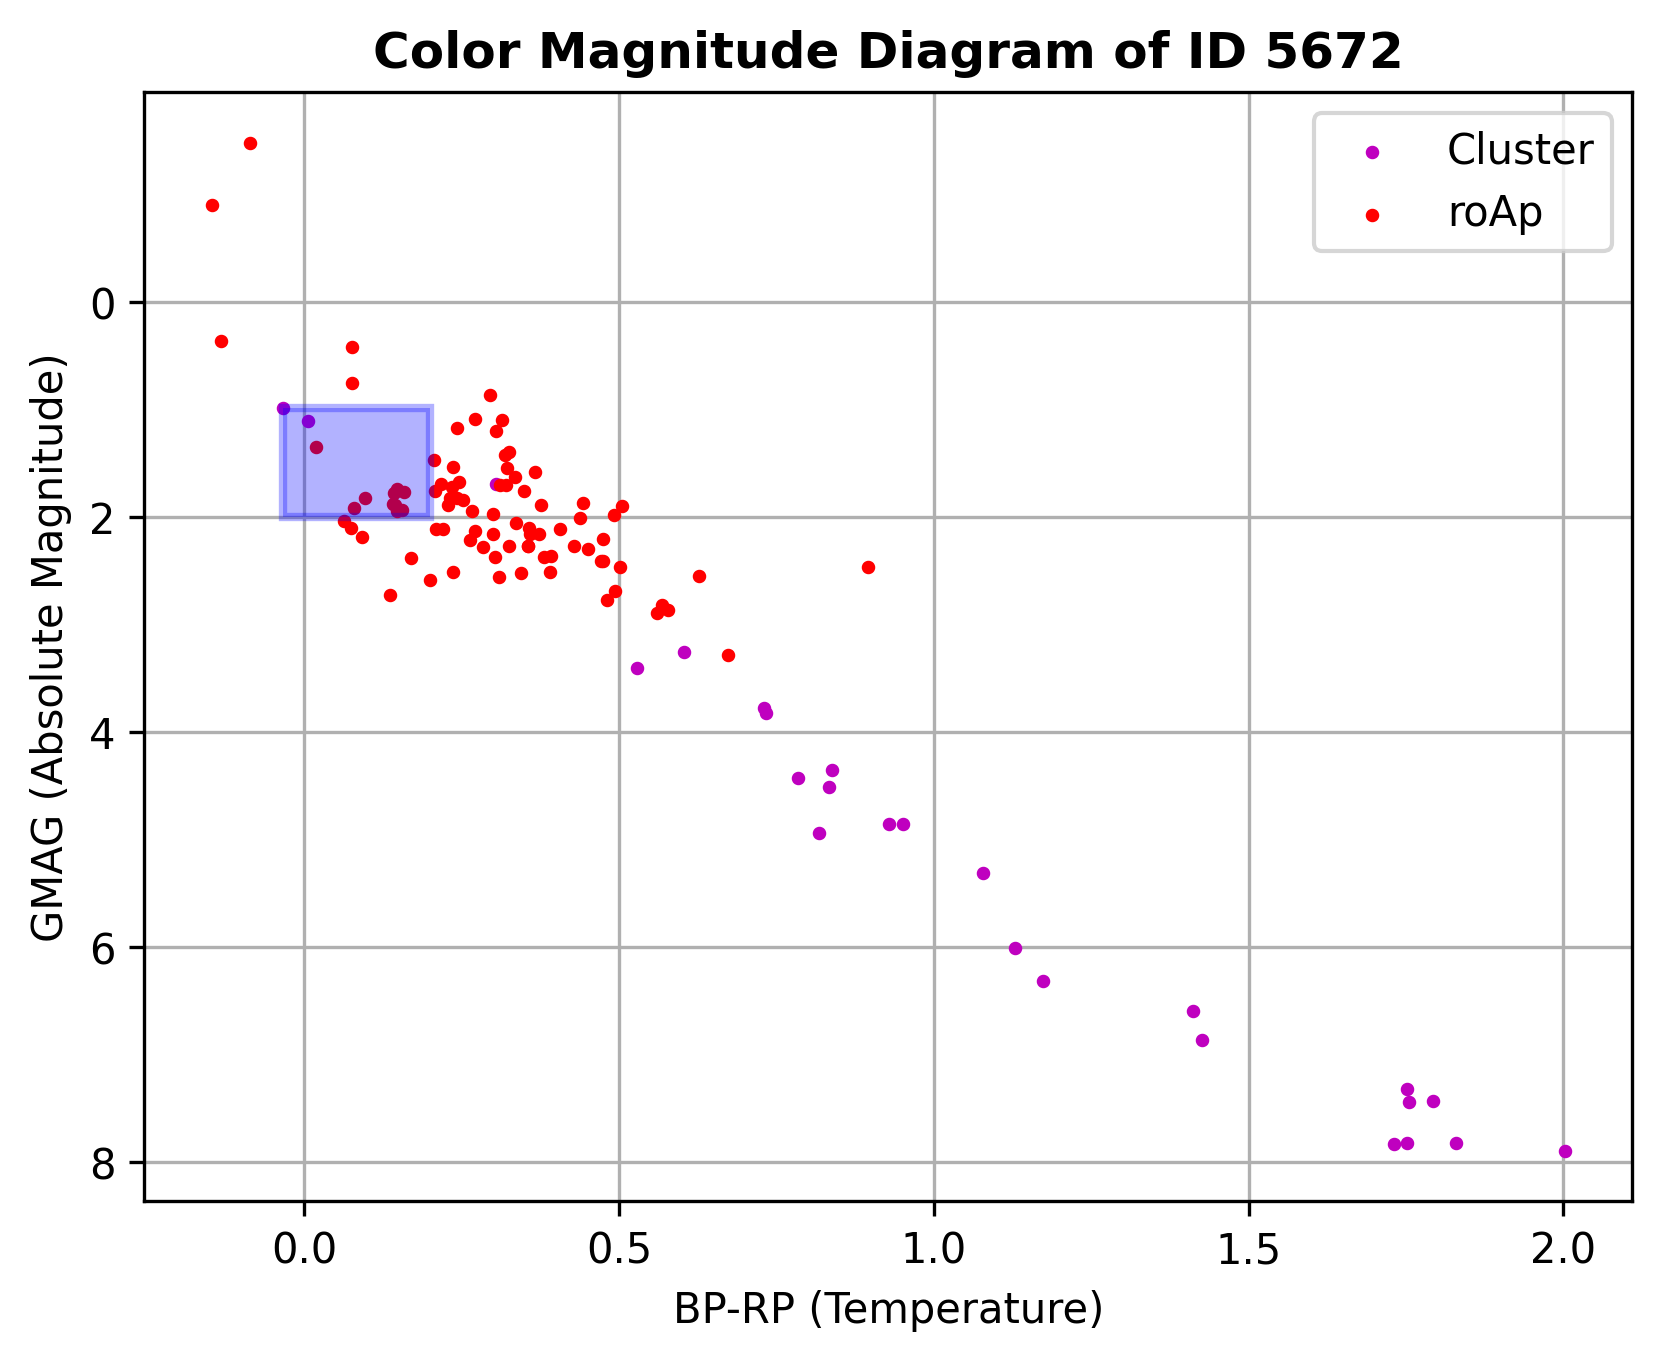 Color Magnitude Diagram of ID 5672
Cluster
roAp
GMAG (Absolute Magnitude)
0
2
4
6
8
0.0 0.5 1.0 1.5 2.0
BP-RP (Temperature)